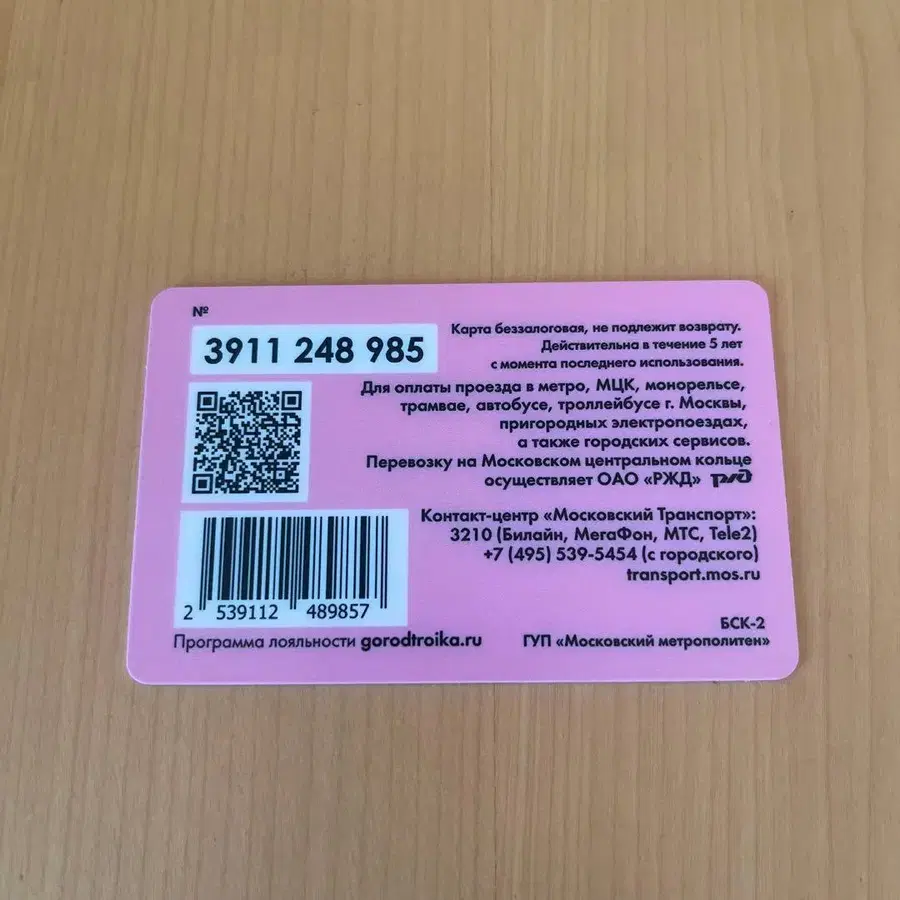 №
3911 248 985
Карта беззалоговая, не подлежит возврату.
Действительна в течение 5 лет
с момента последнего использования.
Для оплаты проезда в метро, МЦК, монорельсе,
трамвае, автобусе, троллейбусе г. Москвы,
пригородных электропоездах,
а также городских сервисов.
Перевозку на Московском центральном кольце
осуществляет ОАО «РЖД» РЖД
Контакт-центр «Московский Транспорт»:
3210 (Билайн, МегаФон, МТС, Tele2)
+7 (495) 539-5454 (с городского)
transport.mos.ru
2 539112 489857
Программа лояльности gorodtroika.ru
БСК-2
ГУП «Московский метрополитен»